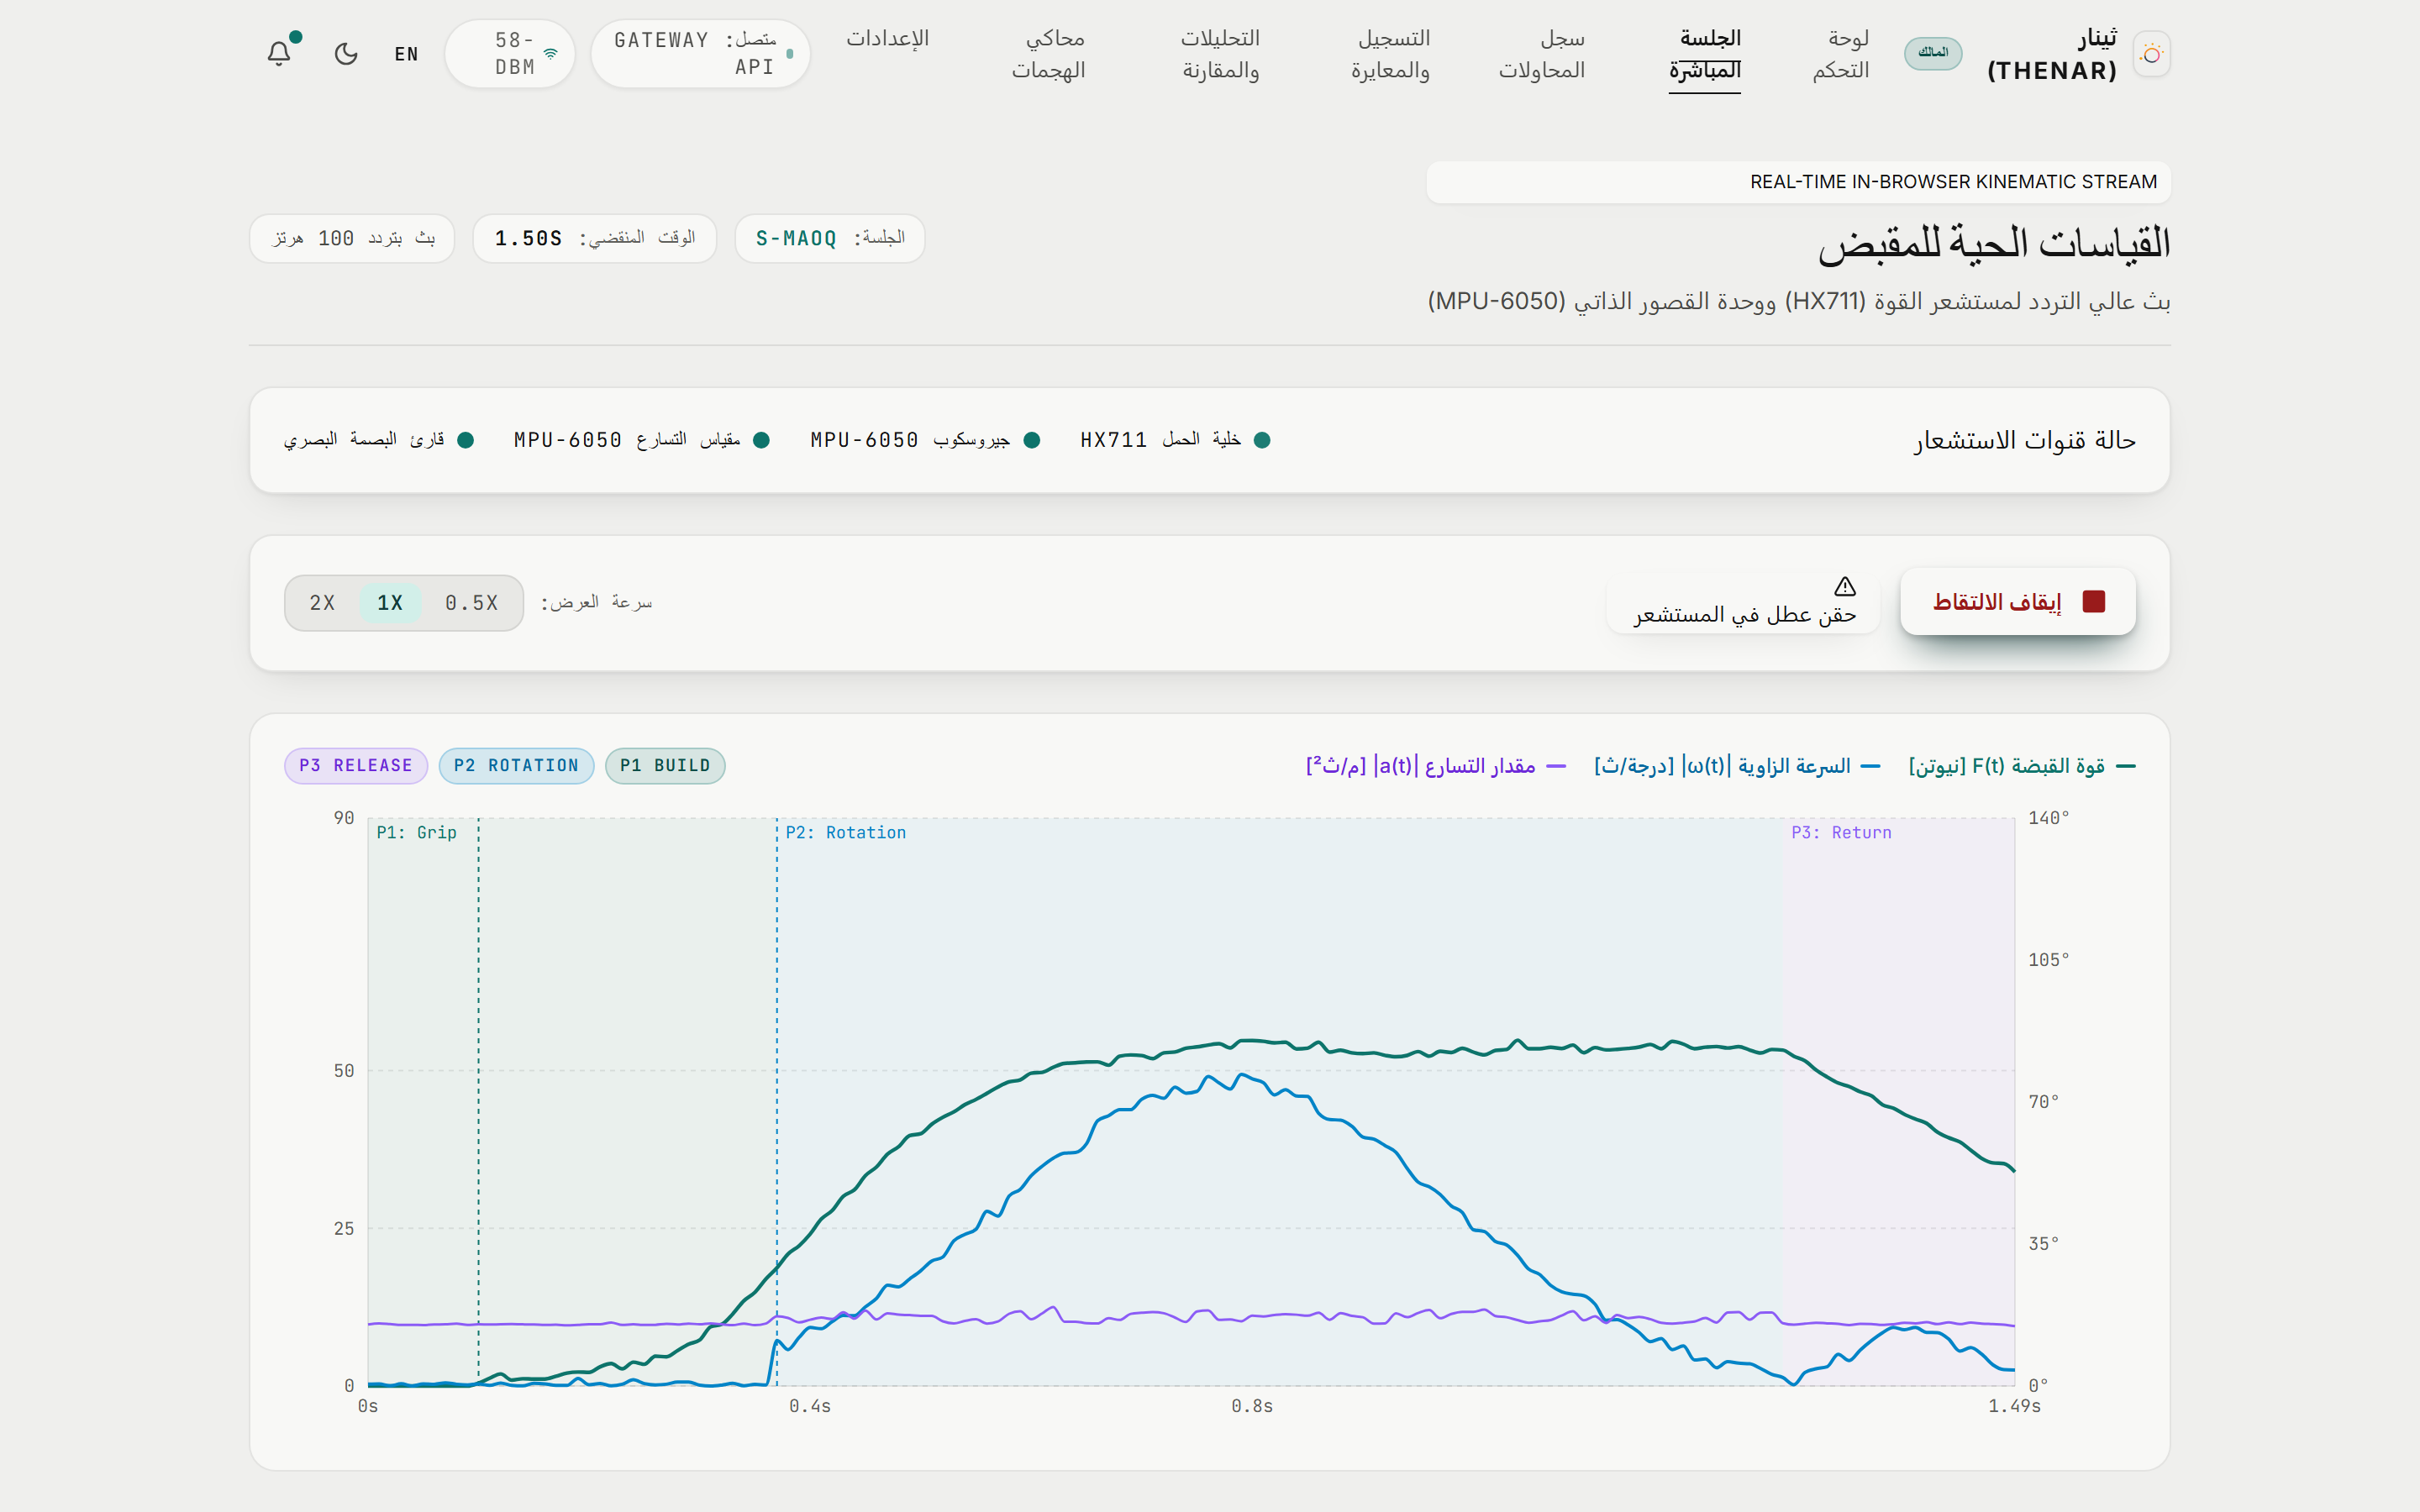 ثينار
(THENAR)
المالك
لوحة
التحكم
الجلسة
المباشرة
سجل
المحاولات
التسجيل
والمعايرة
التحليلات
والمقارنة
محاكي
الهجمات
الإعدادات
متصل: GATEWAY
API
58-
DBM
EN
REAL-TIME IN-BROWSER KINEMATIC STREAM
القياسات الحية للمقبض
بث عالي التردد لمستشعر القوة (HX711) ووحدة القصور الذاتي (MPU-6050)
الجلسة: S-MAOQ
الوقت المنقضي: 1.50S
بث بتردد 100 هرتز
حالة قنوات الاستشعار
خلية الحمل HX711
جيروسكوب MPU-6050
مقياس التسارع MPU-6050
قارئ البصمة البصري
إيقاف الالتقاط
حقن عطل في المستشعر
سرعة العرض:
0.5X
1X
2X
قوة القبضة F(t) [نيوتن]
السرعة الزاوية |ω(t)| [درجة/ث]
مقدار التسارع |a(t)| [م/ث²]
P1 BUILD
P2 ROTATION
P3 RELEASE
P1: Grip
P2: Rotation
P3: Return
90
50
25
0
140°
105°
70°
35°
0°
0s
0.4s
0.8s
1.49s